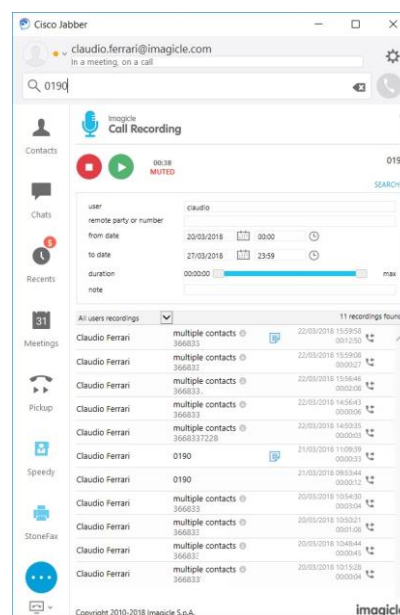 Cisco Jabber
claudio.ferrari@imagicle.com
In a meeting, on a call
0190
Contacts
Chats
6
Recents
31
Meetings
Pickup
Speedy
StoneFax
Imagicle
Call Recording
00:38
MUTED
019
SEARCH
user claudio
remote party or number
from date 20/03/2018 00:00
to date 27/03/2018 23:59
duration 00:00:00 max
note
All users recordings 11 recordings found
Claudio Ferrari multiple contacts 22/03/2018 15:59:58
366833 00:12:50
Claudio Ferrari multiple contacts 22/03/2018 15:59:08
366833 00:00:27
Claudio Ferrari multiple contacts 22/03/2018 15:56:46
366833 00:02:08
Claudio Ferrari multiple contacts 22/03/2018 14:56:43
366833 00:00:06
Claudio Ferrari multiple contacts 22/03/2018 14:50:35
3668337228 00:00:03
Claudio Ferrari 0190 21/03/2018 11:09:39
00:00:33
Claudio Ferrari 0190 21/03/2018 09:53:44
00:00:12
Claudio Ferrari multiple contacts 20/03/2018 10:54:30
366833 00:03:04
Claudio Ferrari multiple contacts 20/03/2018 10:50:21
366833 00:01:08
Claudio Ferrari multiple contacts 20/03/2018 10:48:44
366833 00:00:45
Claudio Ferrari multiple contacts 20/03/2018 10:15:28
366833 00:00:04
Copyright 2010-2018 Imagicle S.p.A. imagicle